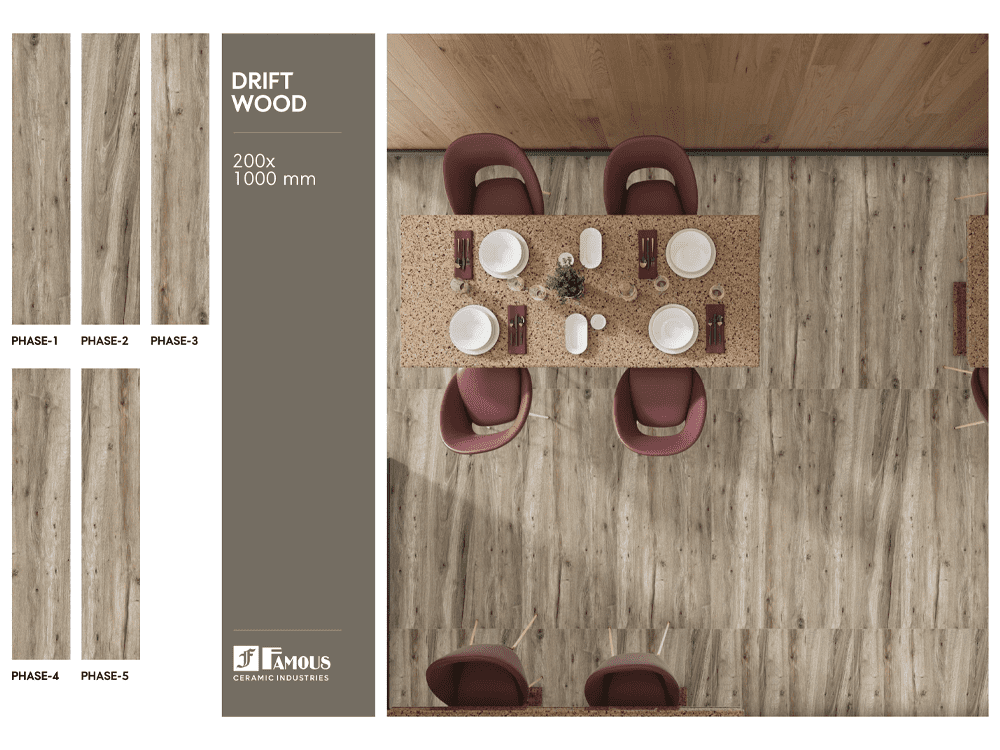 PHASE-1
PHASE-2
PHASE-3
PHASE-4
PHASE-5
DRIFT
WOOD
200x
1000 mm
F FAMOUS
CERAMIC INDUSTRIES